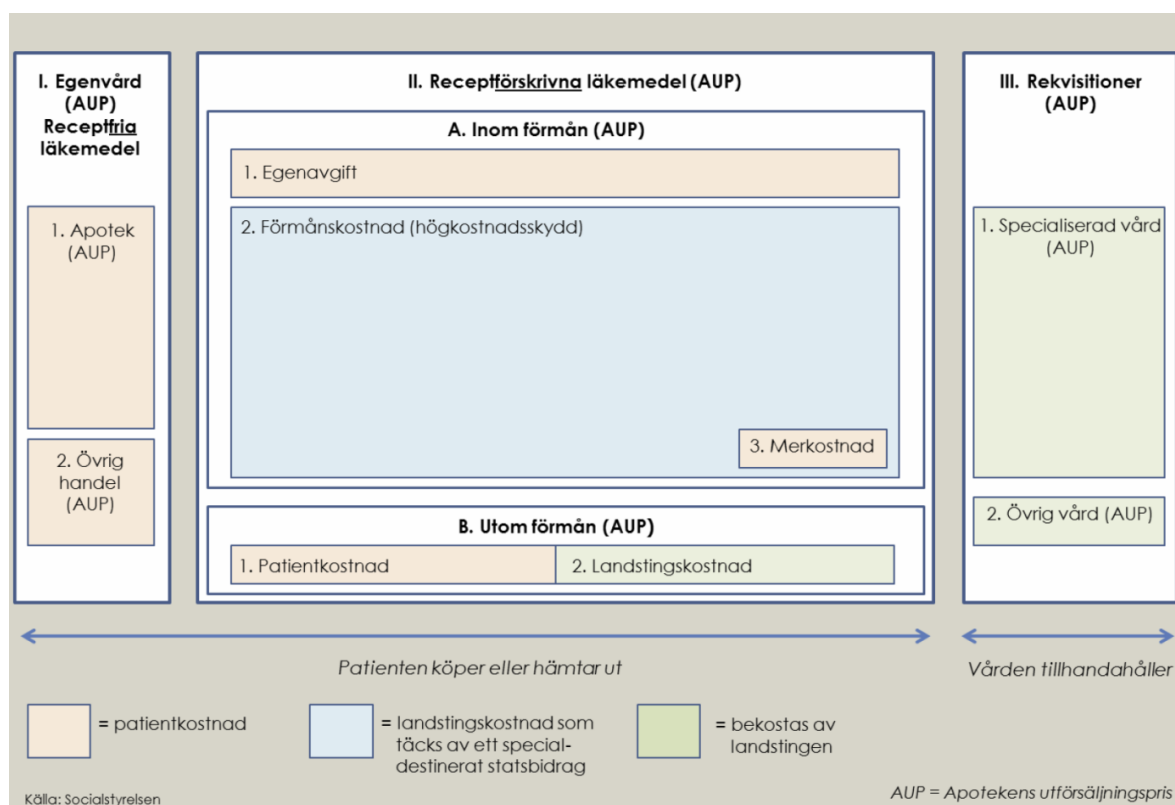 I. Egenvård
(AUP)
Receptfria
läkemedel
1. Apotek
(AUP)
2. Övrig
handel
(AUP)
II. Receptförskrivna läkemedel (AUP)
A. Inom förmån (AUP)
1. Egenavgift
2. Förmånskostnad (högkostnadsskydd)
3. Merkostnad
B. Utom förmån (AUP)
1. Patientkostnad
2. Landstingskostnad
III. Rekvisitioner
(AUP)
1. Specialiserad vård
(AUP)
2. Övrig vård (AUP)
Patienten köper eller hämtar ut
Vården tillhandahåller
= patientkostnad
= landstingskostnad som
täcks av ett special-
destinerat statsbidrag
= bekostas av
landstingen
Källa: Socialstyrelsen
AUP = Apotekens utförsäljningspris